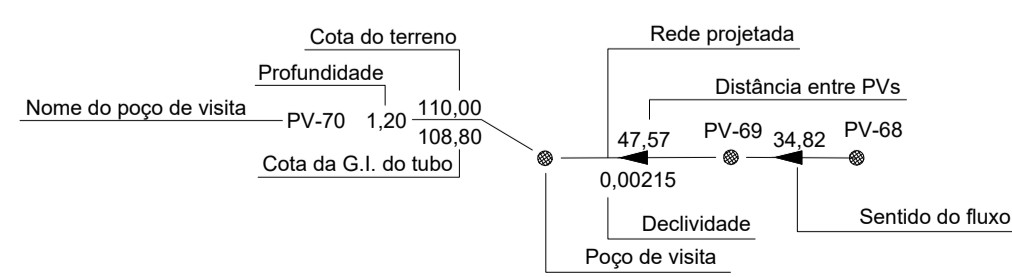 Cota do terreno
Rede projetada
Profundidade
Distância entre PVs
Nome do poço de visita
PV-70 1,20 110,00
108,80
47,57
PV-69
34,82
PV-68
Cota da G.I. do tubo
0,00215
Declividade
Sentido do fluxo
Poço de visita